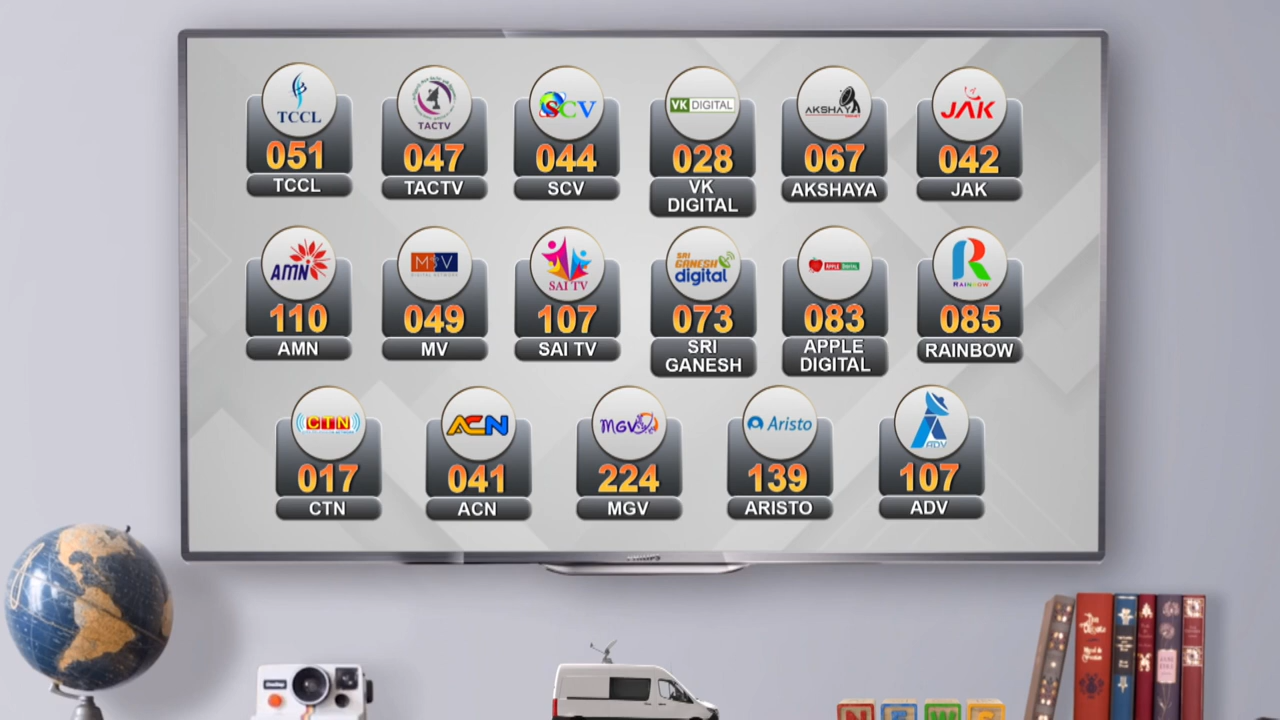 TCCL
051
TCCL
TACTV
047
TACTV
SCV
044
SCV
VK DIGITAL
028
VK
DIGITAL
AKSHAYA
067
AKSHAYA
JAK
042
JAK
AMN
110
AMN
MV
049
MV
SAI TV
107
SAI TV
SRI
GANESH
digital
073
SRI
GANESH
APPLE DIGITAL
083
APPLE
DIGITAL
RAINBOW
085
RAINBOW
CTN
017
CTN
ACN
041
ACN
MGV
224
MGV
Aristo
139
ARISTO
ADV
107
ADV
PHILIPS
NEWS